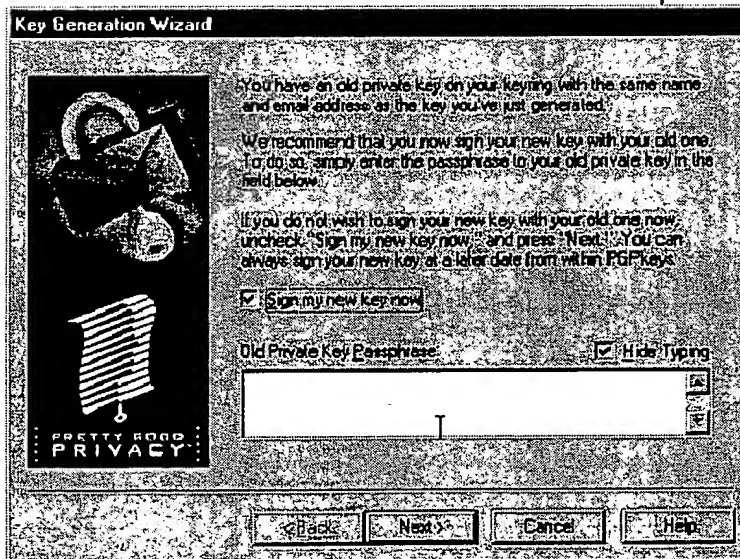 Key Generation Wizard
You have an old private key on your keyring with the same name
and email address as the key you've just generated.
We recommend that you now sign your new key with your old one.
To do so, simply enter the passphrase to your old private key in the
field below.
If you do not wish to sign your new key with your old one now,
uncheck "Sign my new key now," and press "Next." You can
always sign your new key at a later date from within PGPkeys.
Sign my new key now
Old Private Key Passphrase
Hide Typing
PRETTY GOOD
PRIVACY
< Back
Next >
Cancel
Help